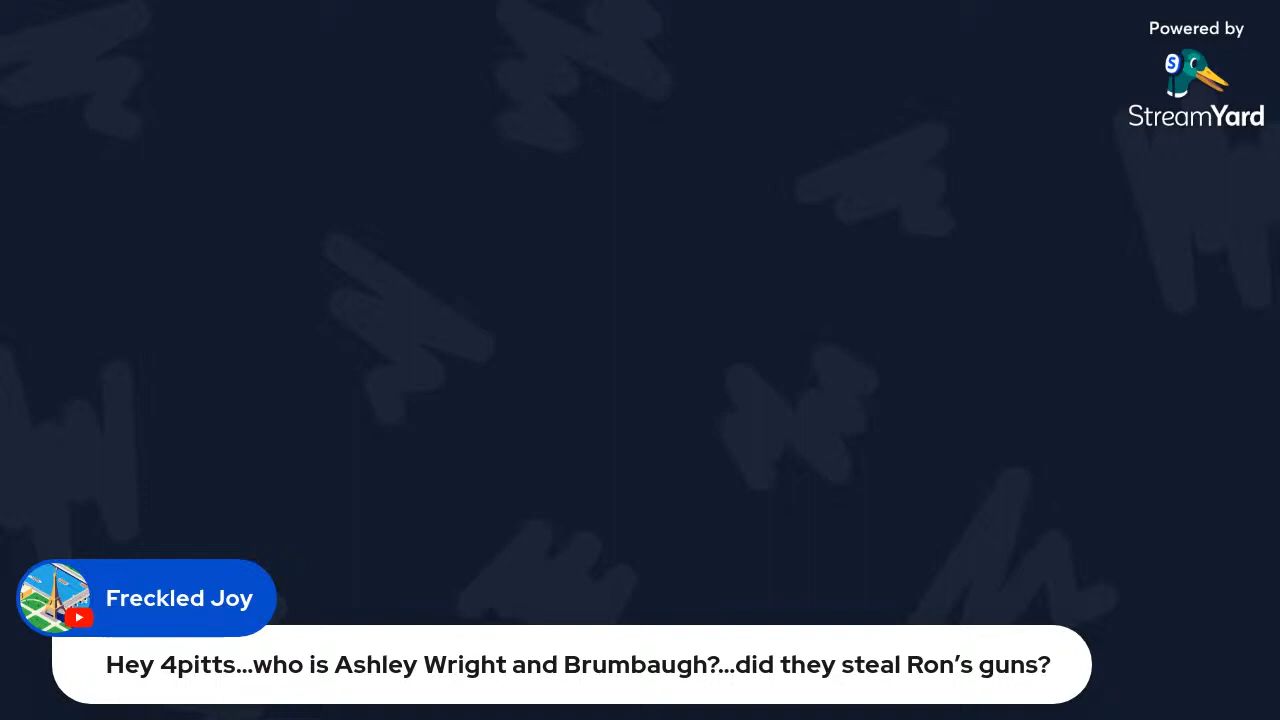 Powered by
S
StreamYard
Freckled Joy
Hey 4pitts...who is Ashley Wright and Brumbaugh?...did they steal Ron’s guns?